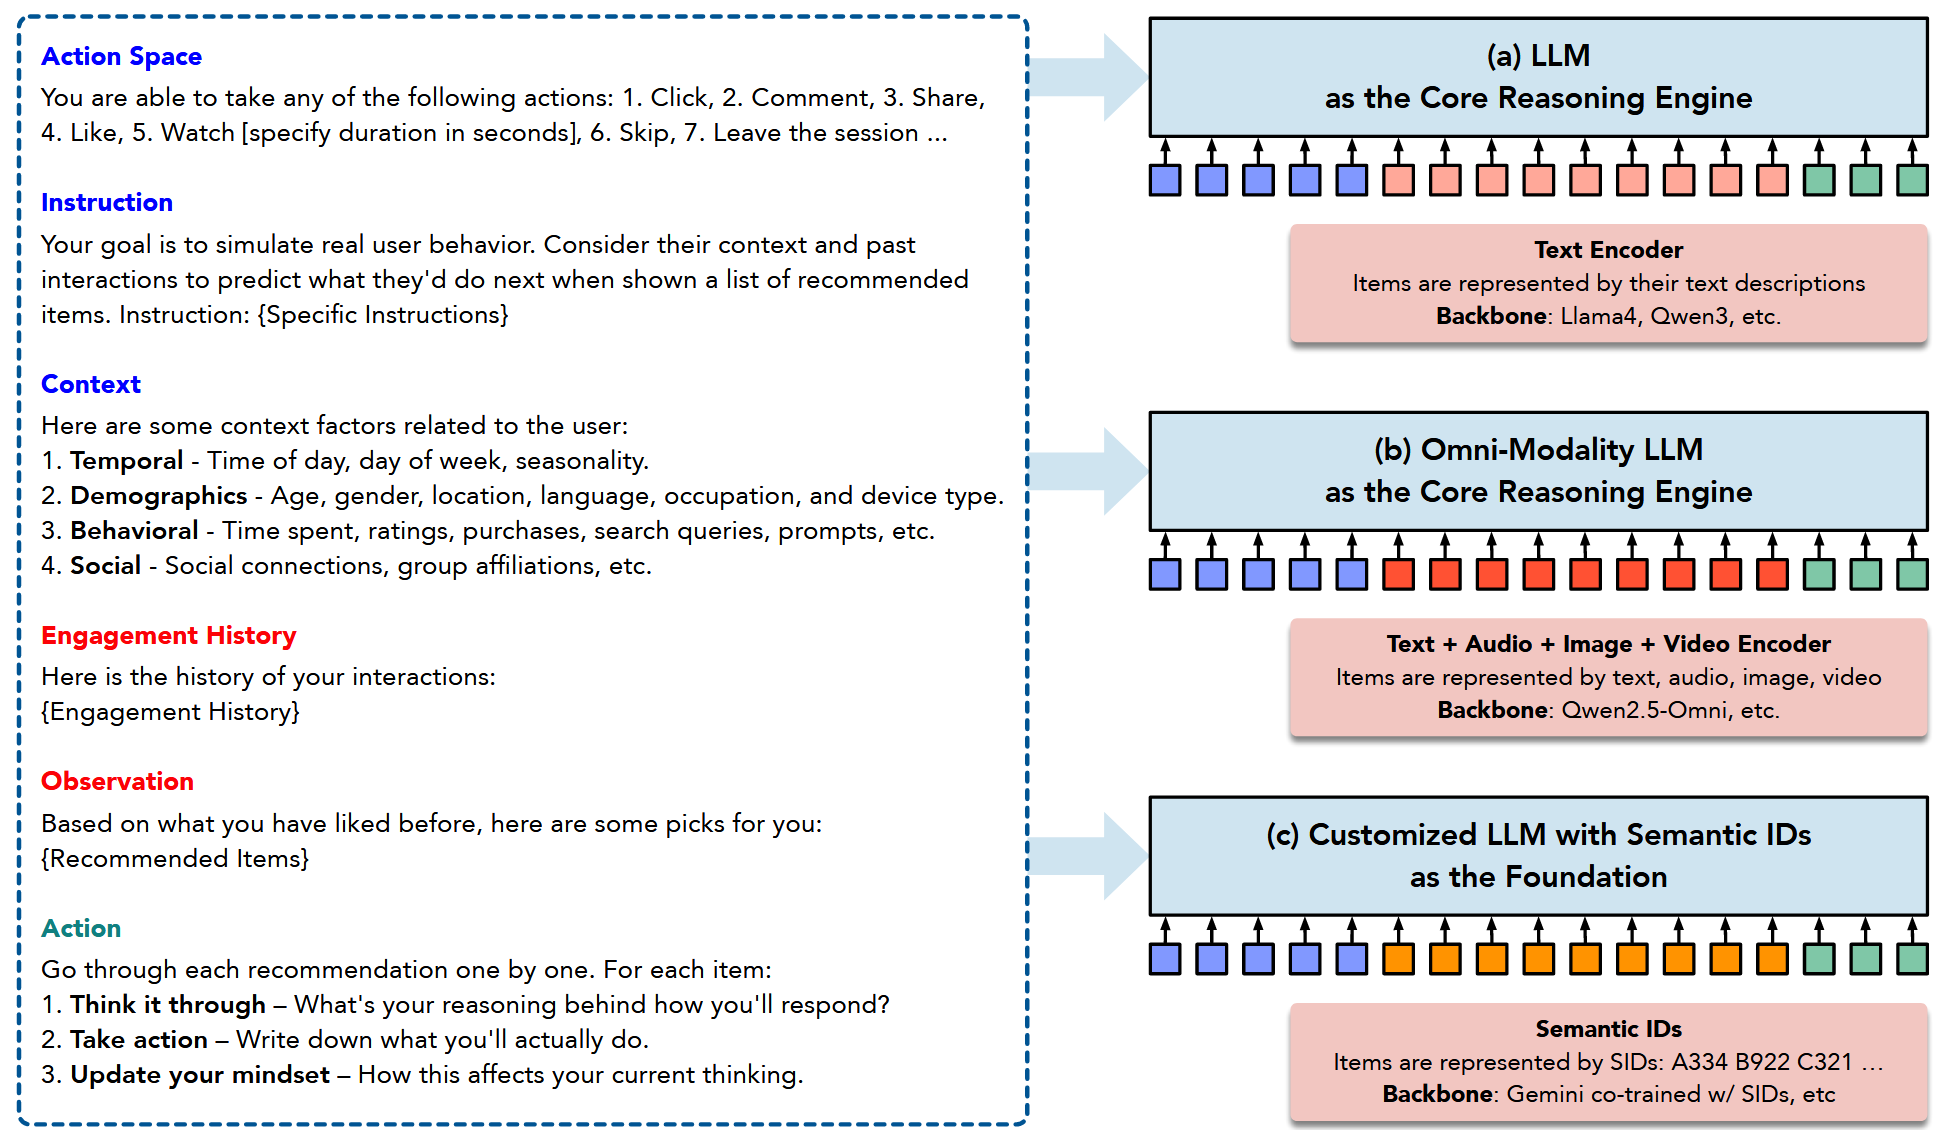 Action Space
You are able to take any of the following actions: 1. Click, 2. Comment, 3. Share,
4. Like, 5. Watch [specify duration in seconds], 6. Skip, 7. Leave the session ...
Instruction
Your goal is to simulate real user behavior. Consider their context and past
interactions to predict what they'd do next when shown a list of recommended
items. Instruction: {Specific Instructions}
Context
Here are some context factors related to the user:
1. Temporal - Time of day, day of week, seasonality.
2. Demographics - Age, gender, location, language, occupation, and device type.
3. Behavioral - Time spent, ratings, purchases, search queries, prompts, etc.
4. Social - Social connections, group affiliations, etc.
Engagement History
Here is the history of your interactions:
{Engagement History}
Observation
Based on what you have liked before, here are some picks for you:
{Recommended Items}
Action
Go through each recommendation one by one. For each item:
1. Think it through – What's your reasoning behind how you'll respond?
2. Take action – Write down what you'll actually do.
3. Update your mindset – How this affects your current thinking.
(a) LLM
as the Core Reasoning Engine
Text Encoder
Items are represented by their text descriptions
Backbone: Llama4, Qwen3, etc.
(b) Omni-Modality LLM
as the Core Reasoning Engine
Text + Audio + Image + Video Encoder
Items are represented by text, audio, image, video
Backbone: Qwen2.5-Omni, etc.
(c) Customized LLM with Semantic IDs
as the Foundation
Semantic IDs
Items are represented by SIDs: A334 B922 C321 ...
Backbone: Gemini co-trained w/ SIDs, etc